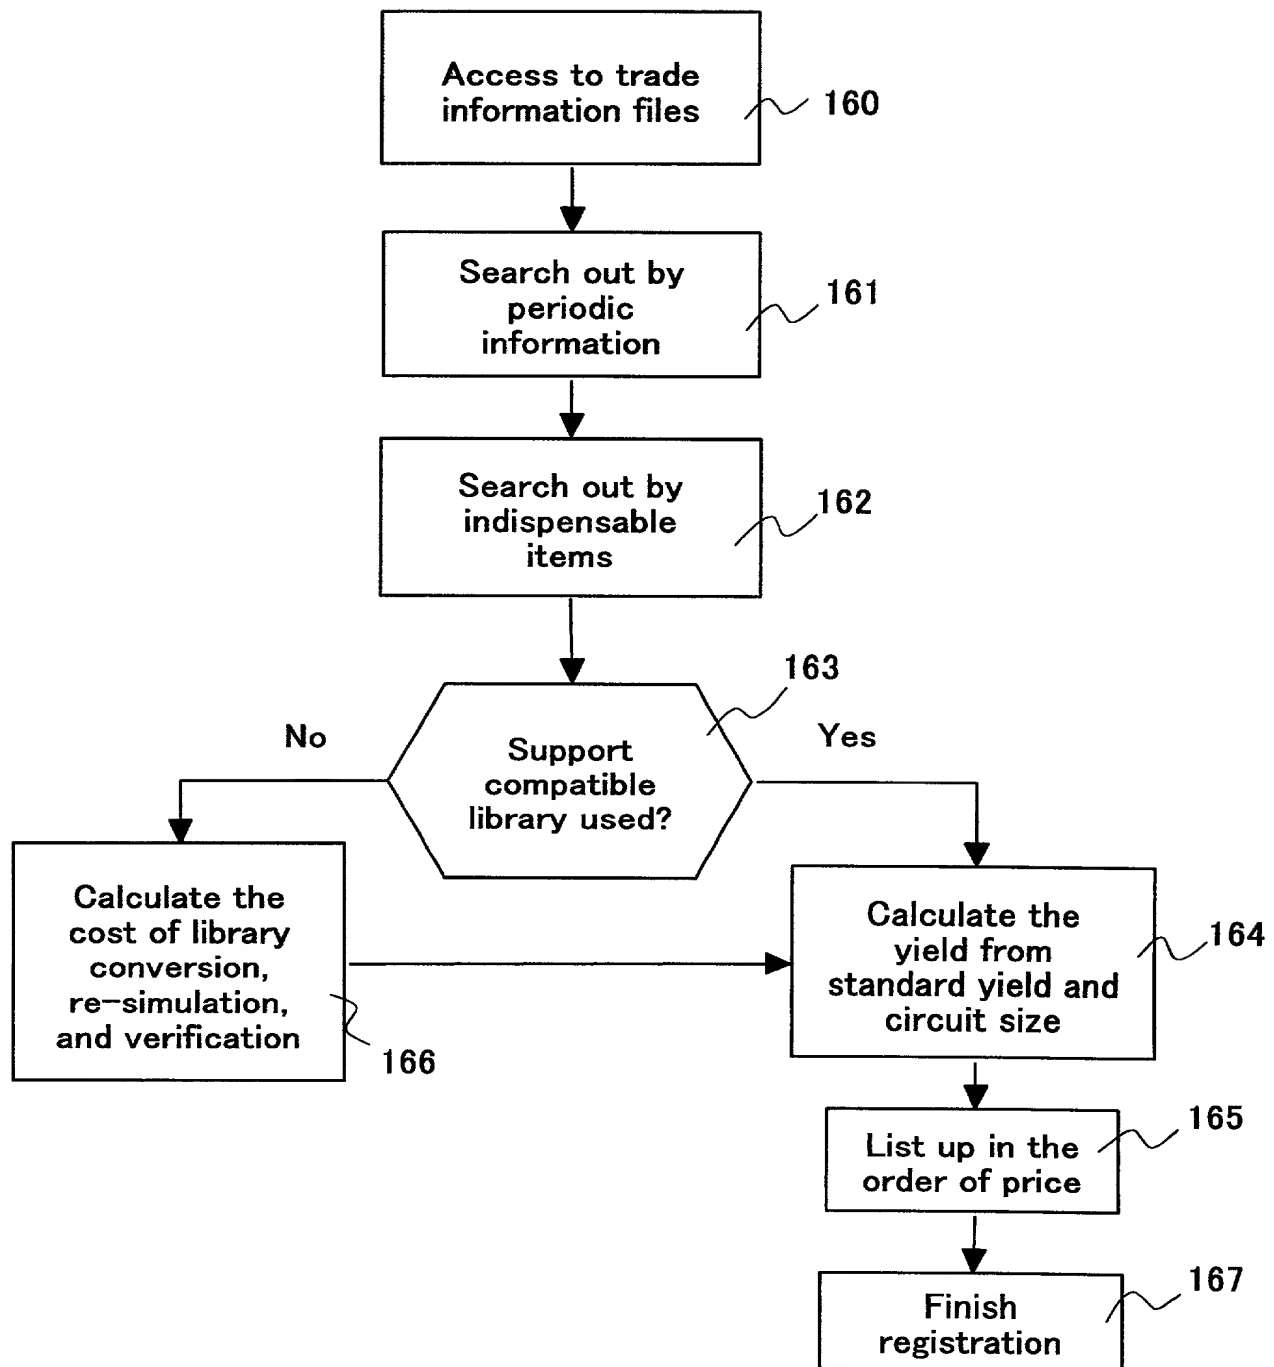 Access to trade
information files
160
Search out by
periodic
information
161
Search out by
indispensable
items
162
163
No
Yes
Support
compatible
library used?
Calculate the
cost of library
conversion,
re-simulation,
and verification
166
Calculate the
yield from
standard yield and
circuit size
164
List up in the
order of price
165
Finish
registration
167